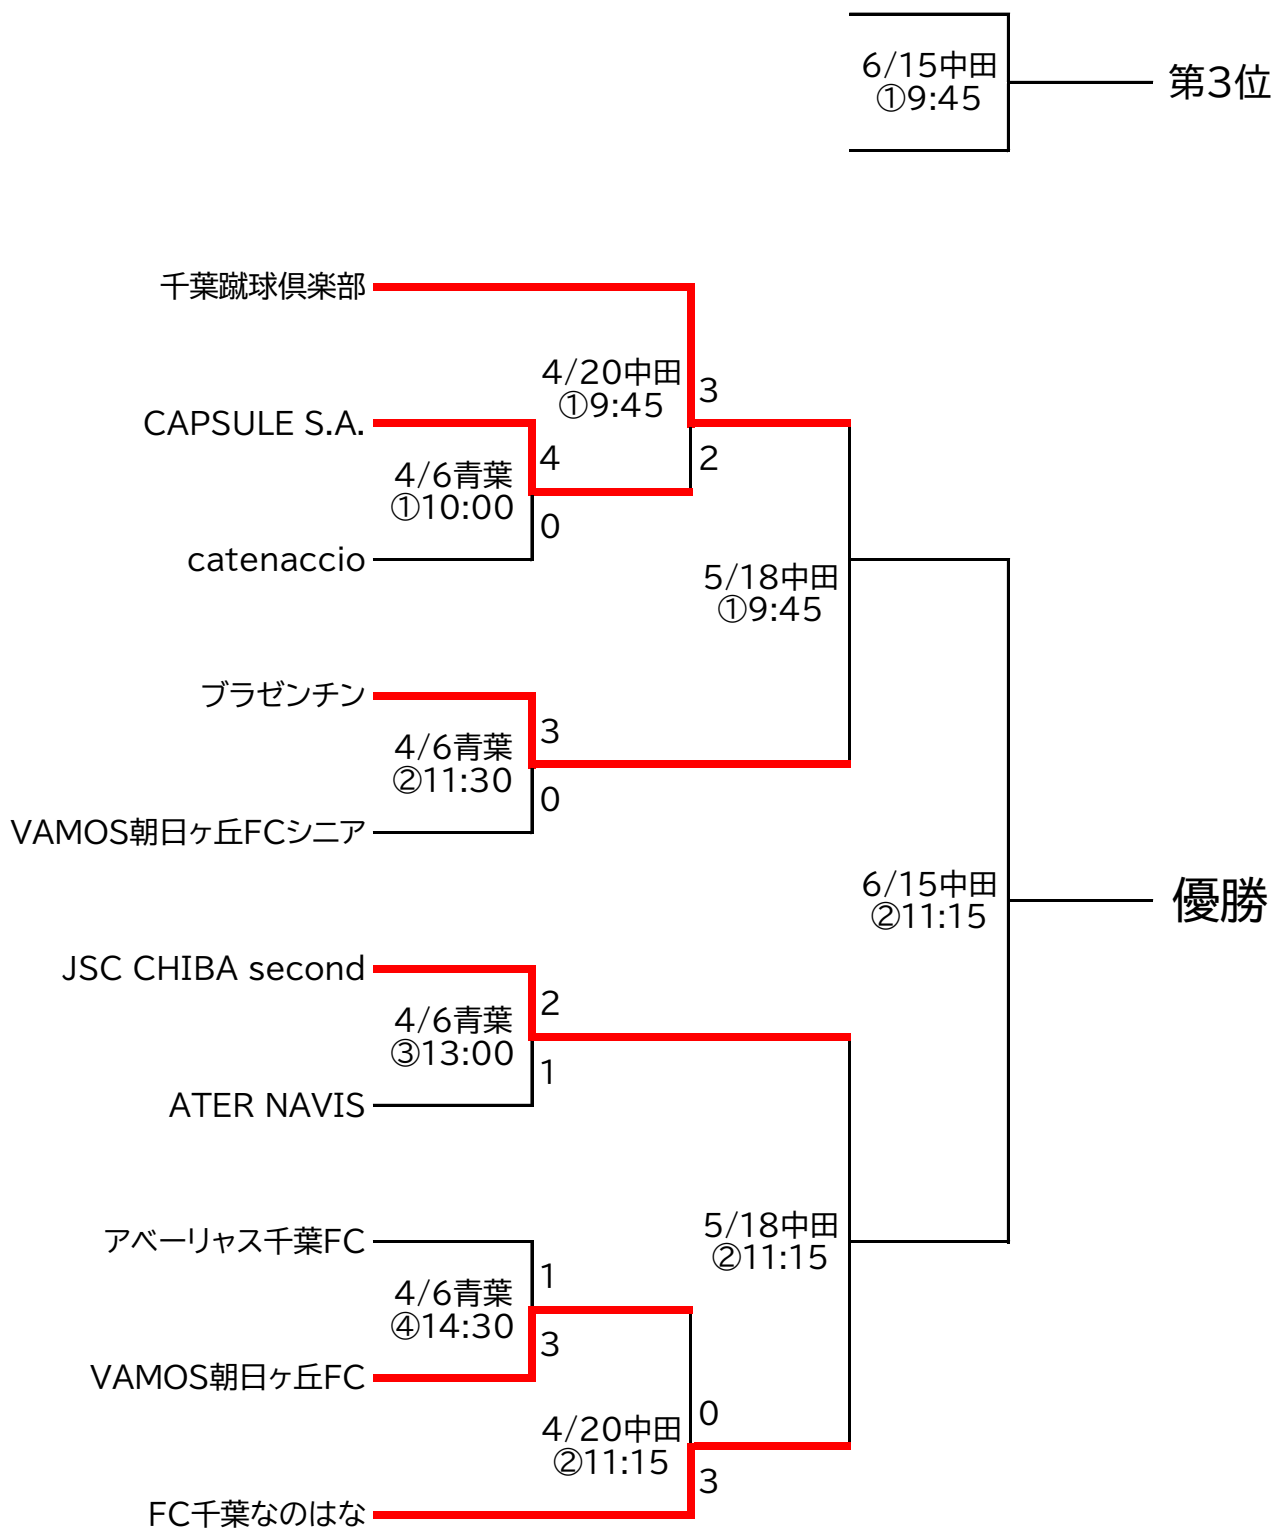 6/15中田
①9:45
第3位
千葉蹴球倶楽部
4/20中田
①9:45
3
CAPSULE S.A.
4
2
4/6青葉
①10:00
0
catenaccio
5/18中田
①9:45
ブラゼンチン
3
4/6青葉
②11:30
0
VAMOS朝日ヶ丘FCシニア
6/15中田
②11:15
優勝
JSC CHIBA second
2
4/6青葉
③13:00
1
ATER NAVIS
5/18中田
②11:15
アベーリャス千葉FC
1
4/6青葉
④14:30
3
VAMOS朝日ヶ丘FC
0
4/20中田
②11:15
3
FC千葉なのはな